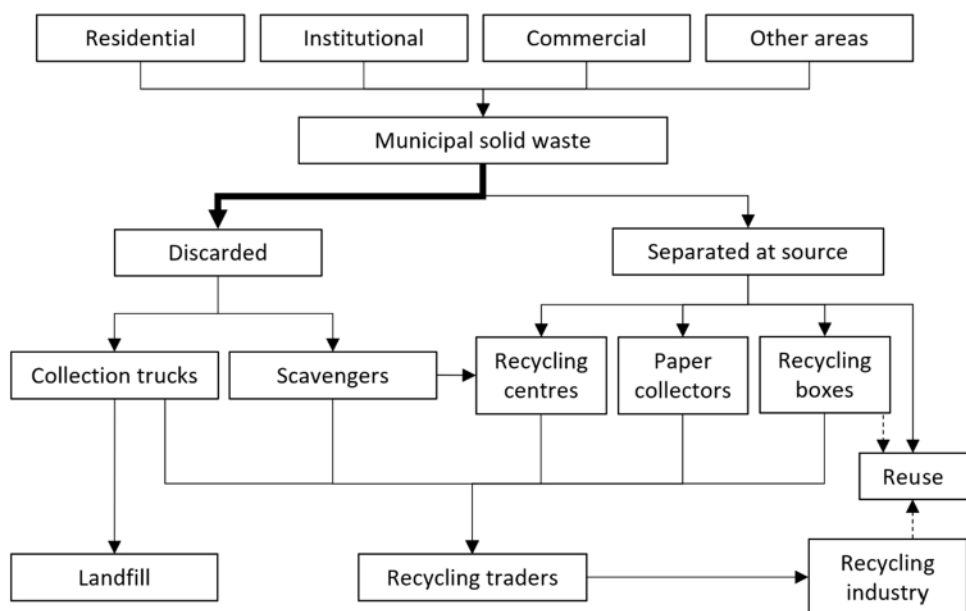 Residential
Institutional
Commercial
Other areas
Municipal solid waste
Discarded
Separated at source
Collection trucks
Scavengers
Recycling
centres
Paper
collectors
Recycling
boxes
Reuse
Landfill
Recycling traders
Recycling
industry